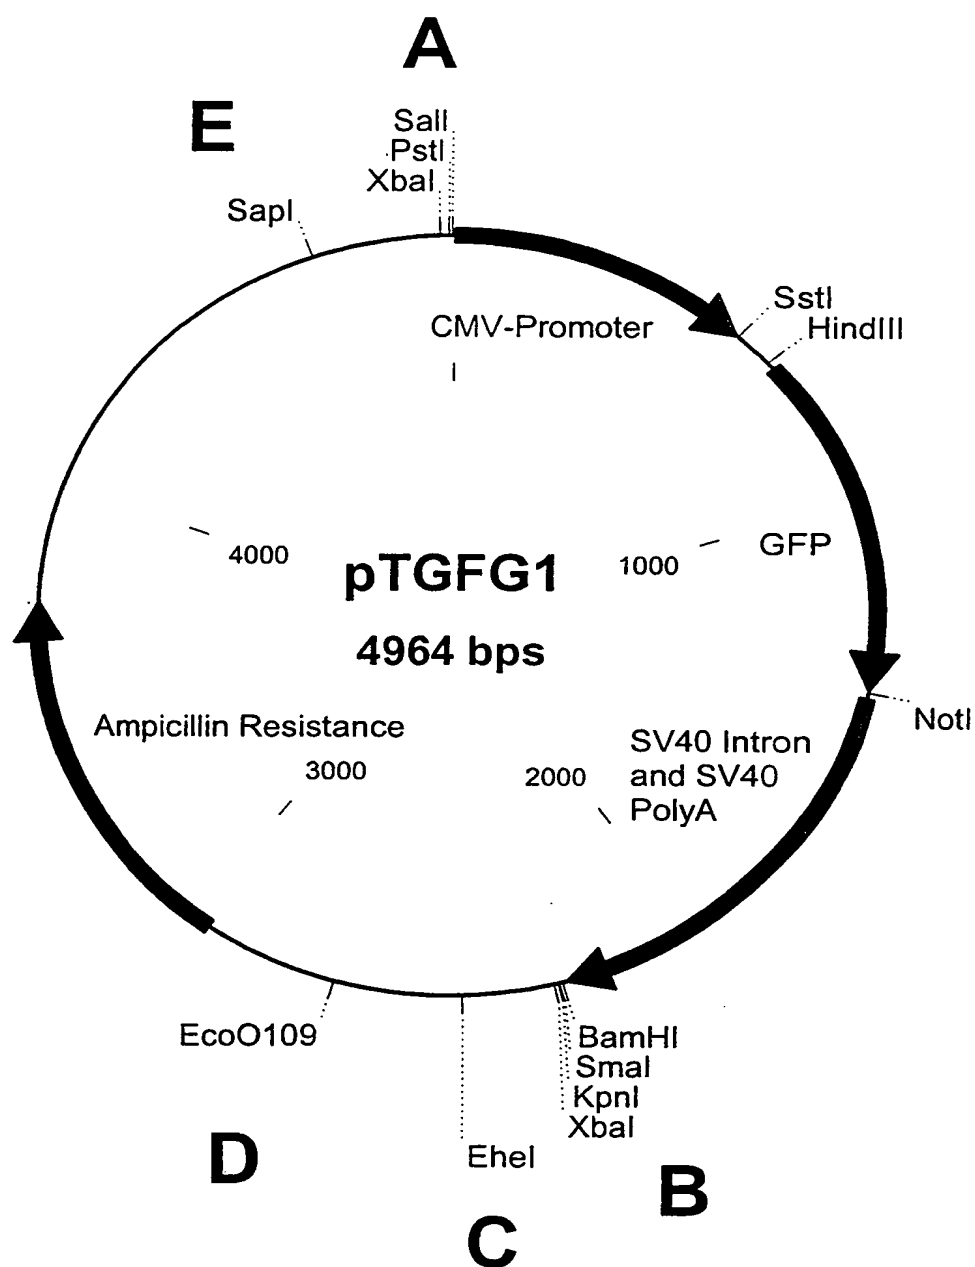 A
E
SalI
PstI
XbaI
SapI
SstI
HindIII
CMV-Promoter
GFP
4000
1000
pTGFG1
4964 bps
NotI
Ampicillin Resistance
SV40 Intron
and SV40
PolyA
3000
2000
EcoO109
BamHI
SmaI
KpnI
XbaI
EheI
D
B
C